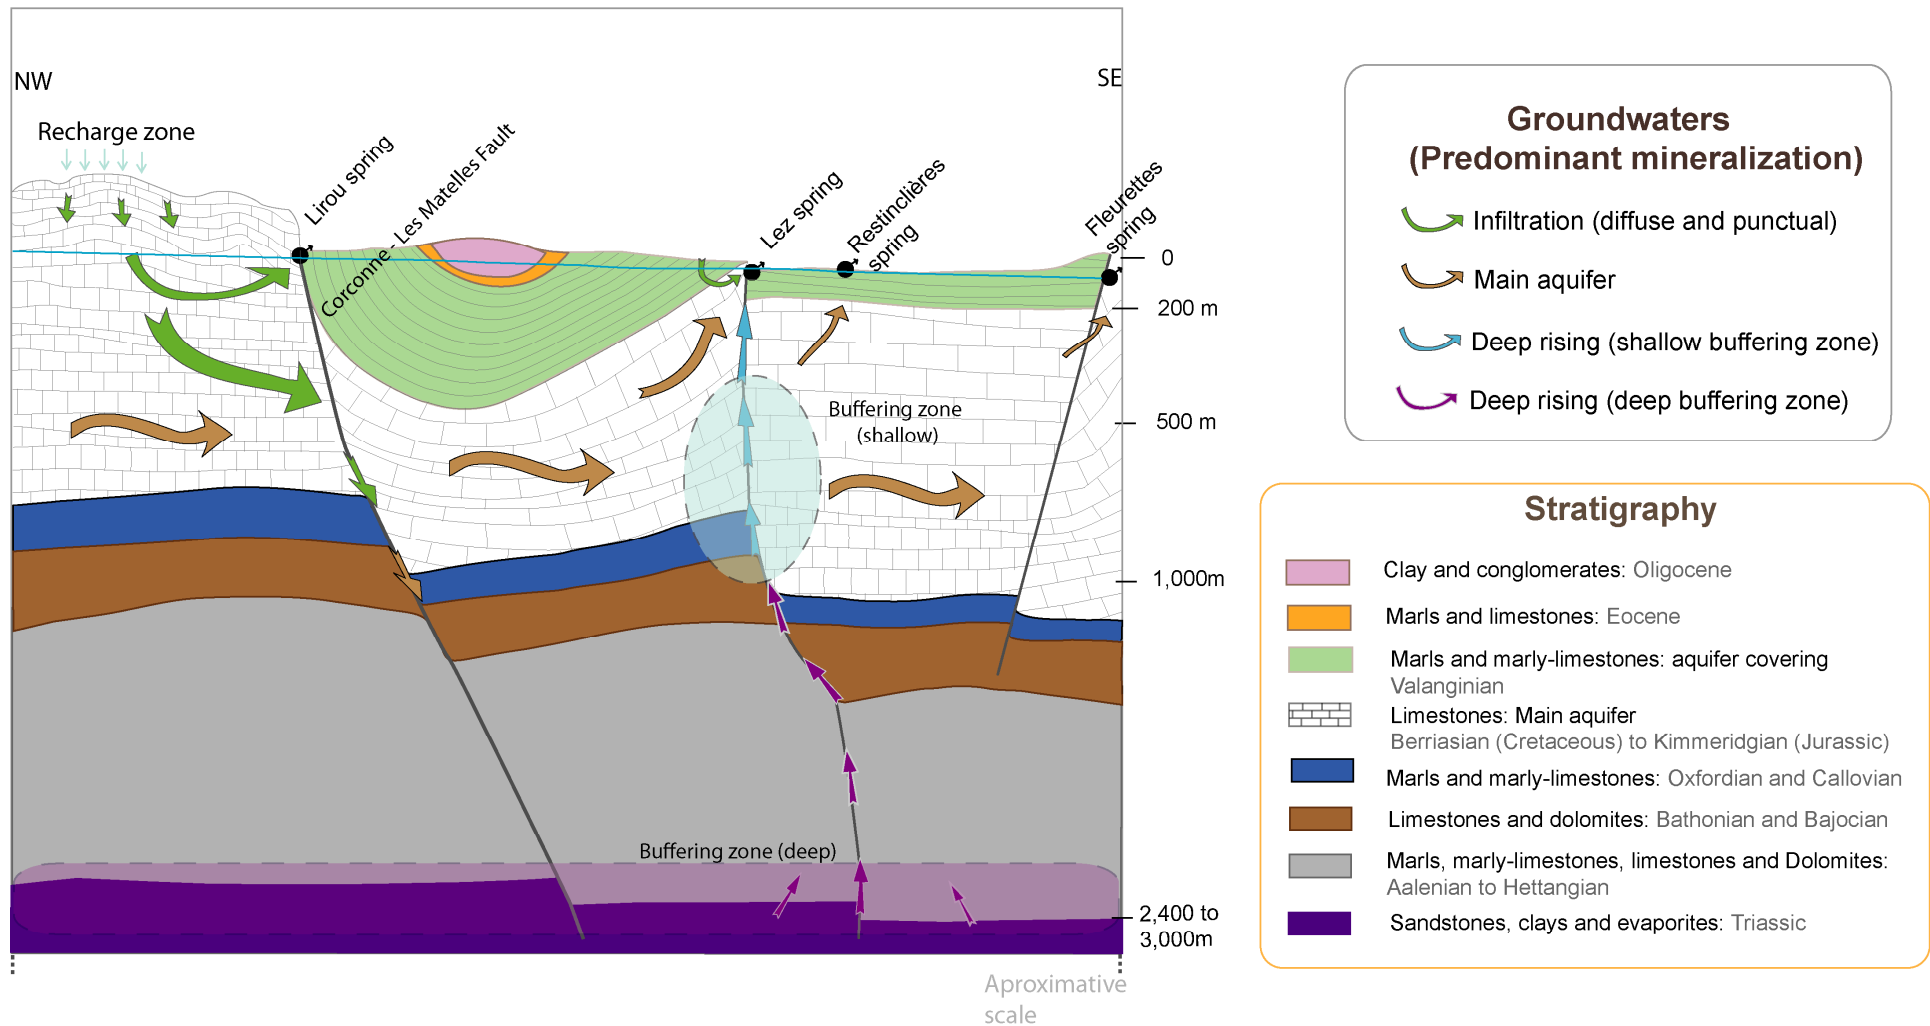 NW
SE
Recharge zone
Lirou spring
Corconne - Les Matelles Fault
Lez spring
Restinclières
spring
Fleurettes
spring
0
200 m
500 m
1,000m
2,400 to
3,000m
Buffering zone
(shallow)
Buffering zone (deep)
Aproximative
scale
Groundwaters
(Predominant mineralization)
Infiltration (diffuse and punctual)
Main aquifer
Deep rising (shallow buffering zone)
Deep rising (deep buffering zone)
Stratigraphy
Clay and conglomerates: Oligocene
Marls and limestones: Eocene
Marls and marly-limestones: aquifer covering
Valanginian
Limestones: Main aquifer
Berriasian (Cretaceous) to Kimmeridgian (Jurassic)
Marls and marly-limestones: Oxfordian and Callovian
Limestones and dolomites: Bathonian and Bajocian
Marls, marly-limestones, limestones and Dolomites:
Aalenian to Hettangian
Sandstones, clays and evaporites: Triassic